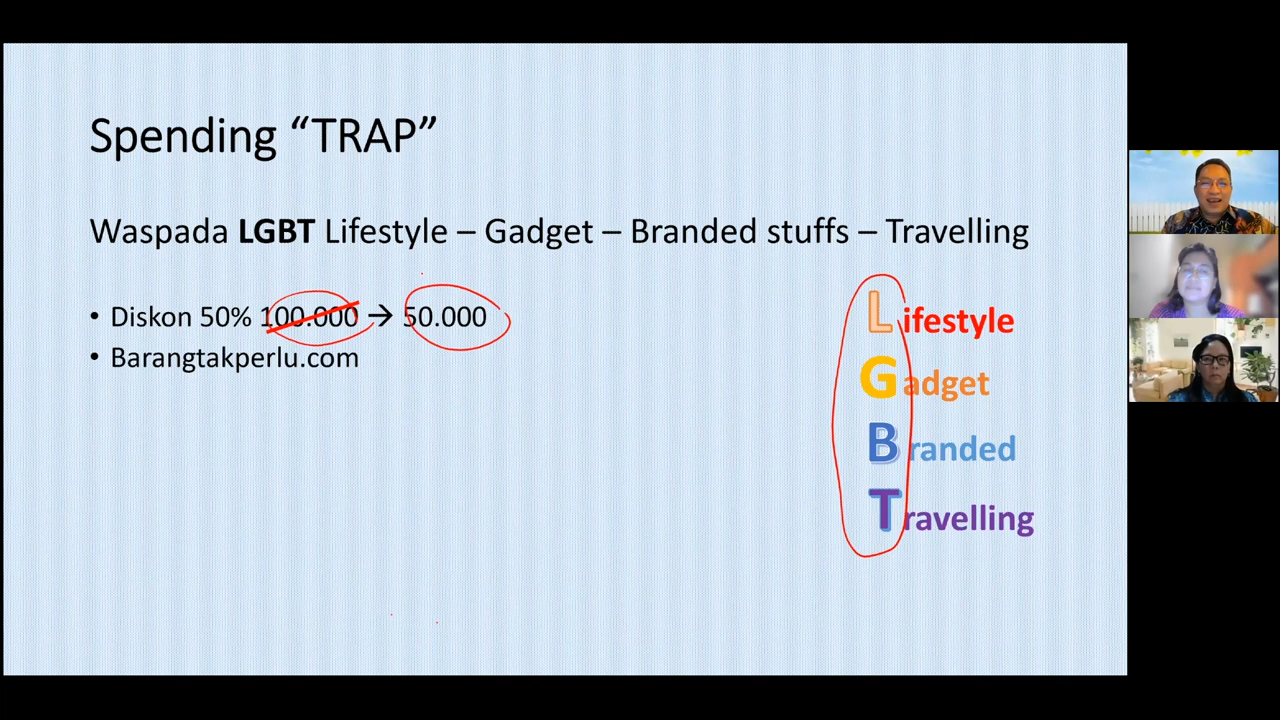 Spending “TRAP”
Waspada LGBT Lifestyle – Gadget – Branded stuffs – Travelling
• Diskon 50% 100.000 → 50.000
• Barangtakperlu.com
Lifestyle
Gadget
Branded
Travelling